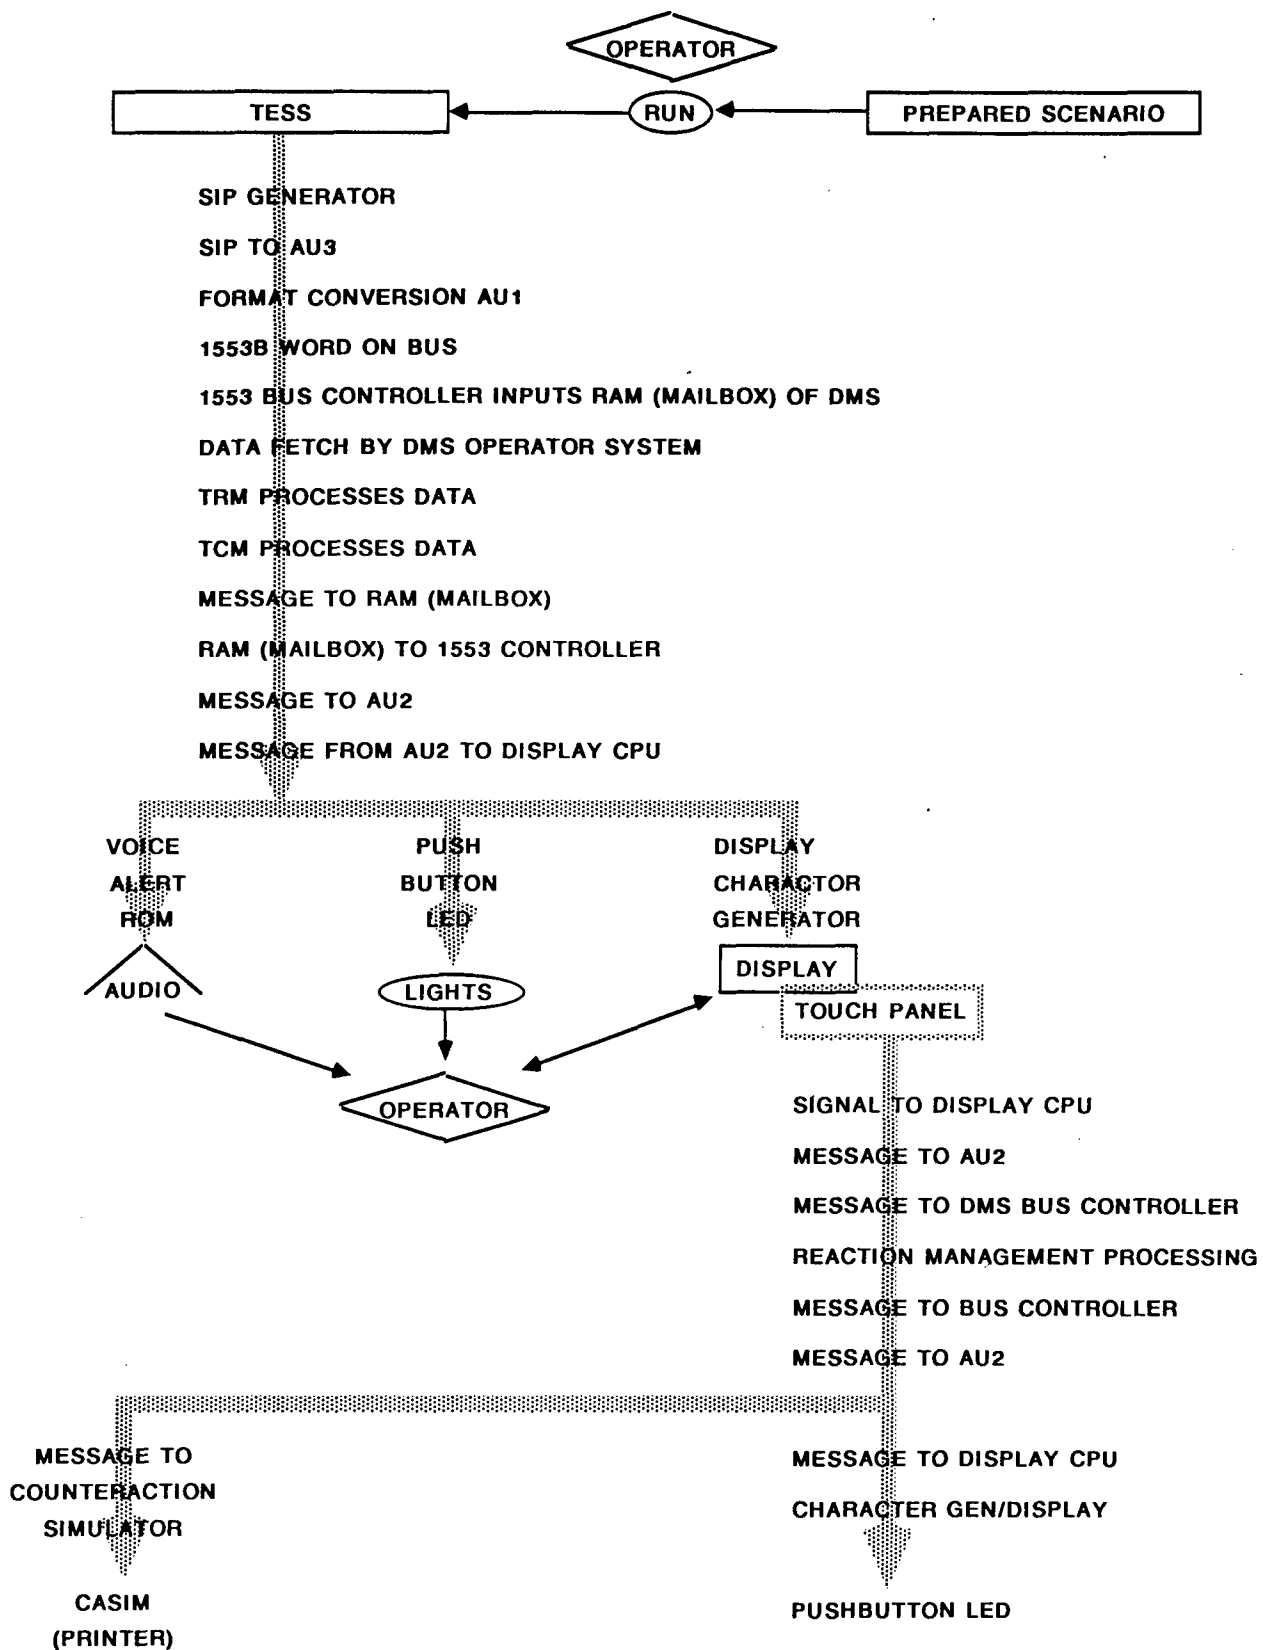 OPERATOR
TESS
RUN
PREPARED SCENARIO
SIP GENERATOR
SIP TO AU3
FORMAT CONVERSION AU1
1553B WORD ON BUS
1553 BUS CONTROLLER INPUTS RAM (MAILBOX) OF DMS
DATA FETCH BY DMS OPERATOR SYSTEM
TRM PROCESSES DATA
TCM PROCESSES DATA
MESSAGE TO RAM (MAILBOX)
RAM (MAILBOX) TO 1553 CONTROLLER
MESSAGE TO AU2
MESSAGE FROM AU2 TO DISPLAY CPU
VOICE
ALERT
ROM
PUSH
BUTTON
LED
DISPLAY
CHARACTOR
GENERATOR
AUDIO
LIGHTS
DISPLAY
TOUCH PANEL
OPERATOR
SIGNAL TO DISPLAY CPU
MESSAGE TO AU2
MESSAGE TO DMS BUS CONTROLLER
REACTION MANAGEMENT PROCESSING
MESSAGE TO BUS CONTROLLER
MESSAGE TO AU2
MESSAGE TO
COUNTERACTION
SIMULATOR
CASIM
(PRINTER)
MESSAGE TO DISPLAY CPU
CHARACTER GEN/DISPLAY
PUSHBUTTON LED